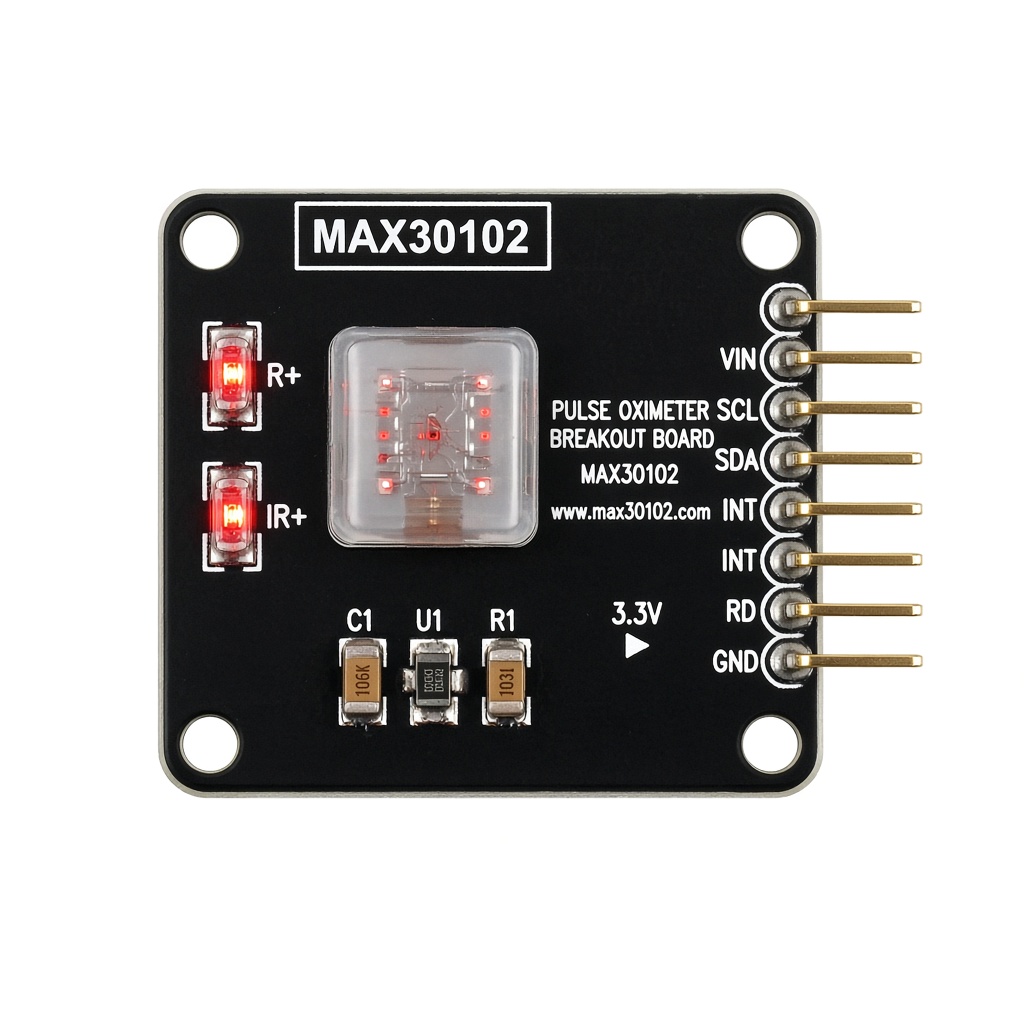 MAX30102
R+
IR+
VIN
PULSE OXIMETER SCL
BREAKOUT BOARD
MAX30102
SDA
www.max30102.com INT
INT
RD
GND
3.3V
C1 U1 R1
106K
103I